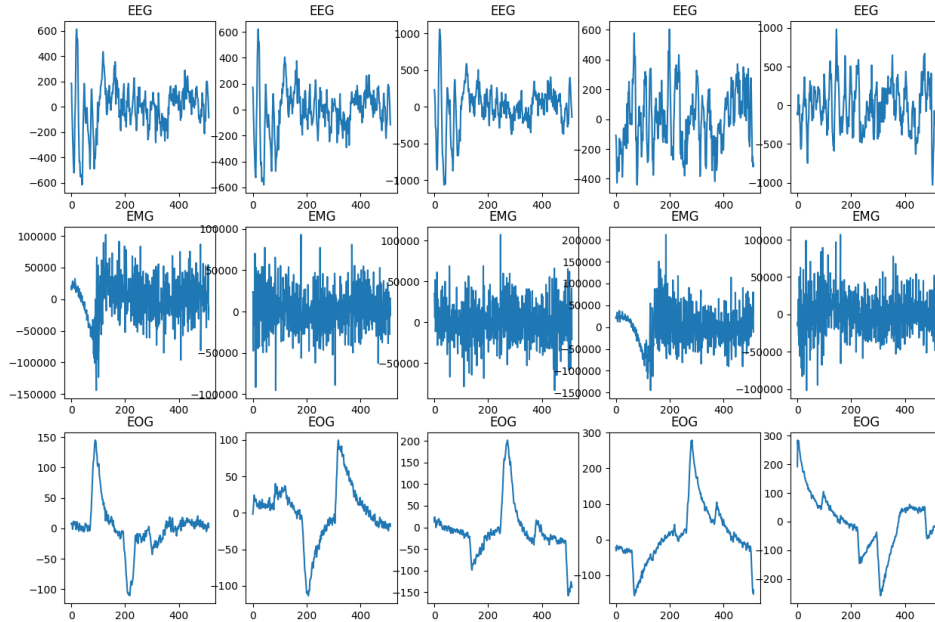 EEG EEG EEG EEG EEG
600 400 200 0 −200 −400 −600
600 400 200 0 −200 −400 −600
1000 500 0 −500 −1000
600 400 200 0 −200 −400
1000 500 0 −500 −1000
0 200 400 0 200 400 0 200 400 0 200 400 0 200 400
EMG EMG EMG EMG EMG
100000 50000 0 −50000 −100000 −150000
100000 50000 0 −50000 −100000
100000 50000 0 −50000
200000 150000 100000 50000 0 −50000 −100000 −150000
100000 50000 0 −50000 −100000
0 200 400 0 200 400 0 200 400 0 200 400 0 200 400
EOG EOG EOG EOG EOG
150 100 50 0 −50 −100
100 50 0 −50 −100
200 150 100 50 0 −50 −100 −150
300 200 100 0 −100
300 200 100 0 −100 −200
0 200 400 0 200 400 0 200 400 0 200 400 0 200 400